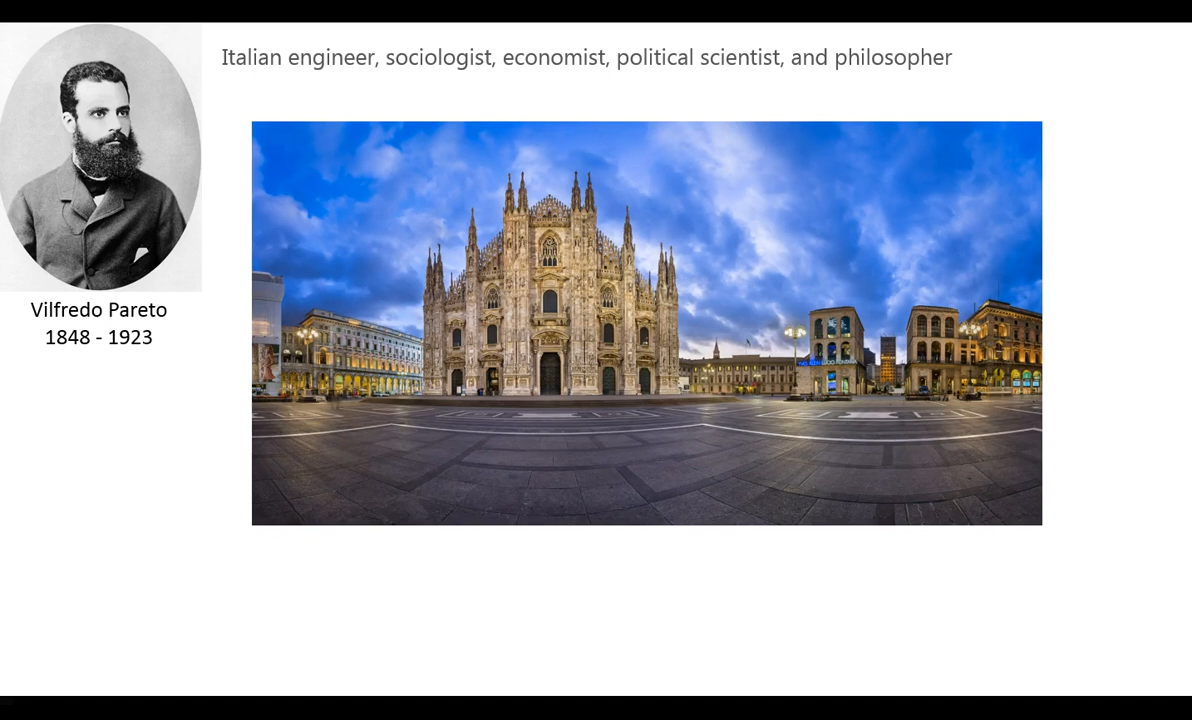 Italian engineer, sociologist, economist, political scientist, and philosopher
Vilfredo Pareto
1848 - 1923